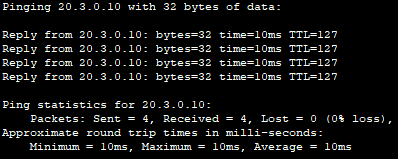 Pinging 20.3.0.10 with 32 bytes of data:
Reply from 20.3.0.10: bytes=32 time=10ms TTL=127
Reply from 20.3.0.10: bytes=32 time=10ms TTL=127
Reply from 20.3.0.10: bytes=32 time=10ms TTL=127
Reply from 20.3.0.10: bytes=32 time=10ms TTL=127
Ping statistics for 20.3.0.10:
Packets: Sent = 4, Received = 4, Lost = 0 (0% loss),
Approximate round trip times in milli-seconds:
Minimum = 10ms, Maximum = 10ms, Average = 10ms